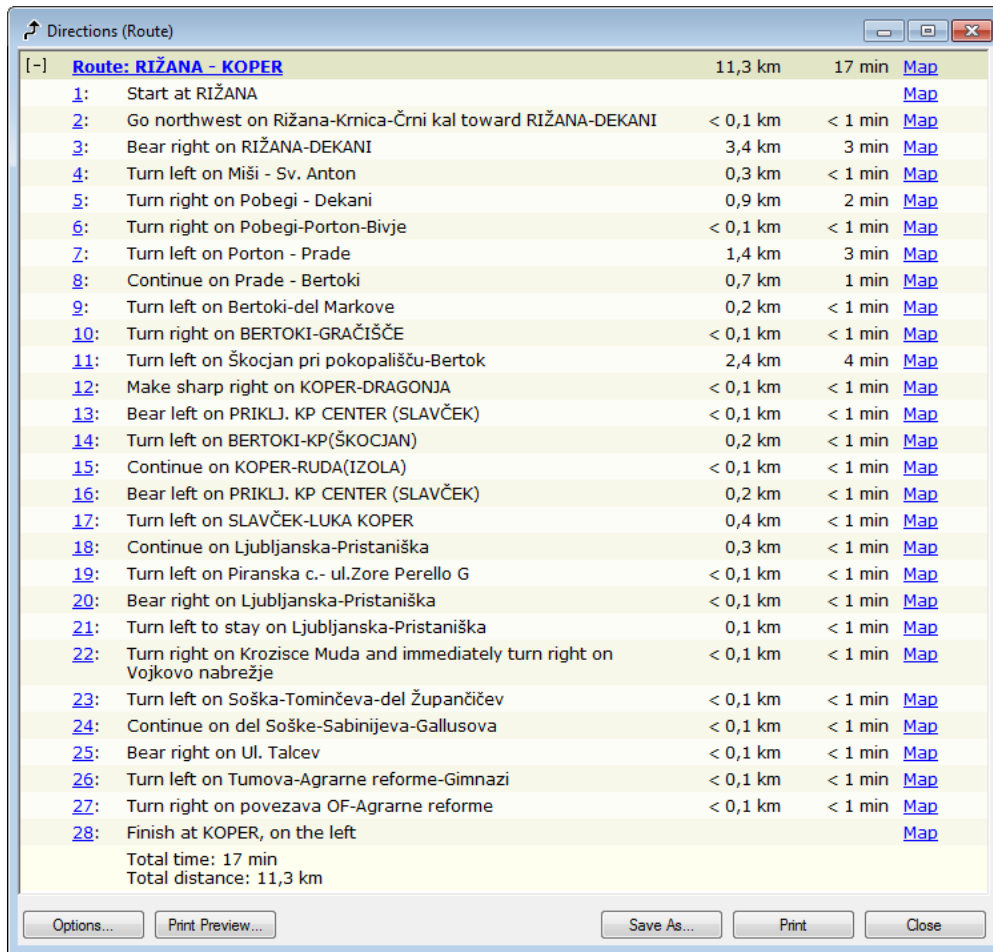 Directions (Route)
[-] Route: RIŽANA - KOPER 11,3 km 17 min Map
1: Start at RIŽANA Map
2: Go northwest on Rižana-Krnica-Črni kal toward RIŽANA-DEKANI < 0,1 km < 1 min Map
3: Bear right on RIŽANA-DEKANI 3,4 km 3 min Map
4: Turn left on Miši - Sv. Anton 0,3 km < 1 min Map
5: Turn right on Pobegi - Dekani 0,9 km 2 min Map
6: Turn right on Pobegi-Porton-Bivje < 0,1 km < 1 min Map
7: Turn left on Porton - Prade 1,4 km 3 min Map
8: Continue on Prade - Bertoki 0,7 km 1 min Map
9: Turn left on Bertoki-del Markove 0,2 km < 1 min Map
10: Turn right on BERTOKI-GRAČIŠČE < 0,1 km < 1 min Map
11: Turn left on Škocjan pri pokopališču-Bertok 2,4 km 4 min Map
12: Make sharp right on KOPER-DRAGONJA < 0,1 km < 1 min Map
13: Bear left on PRIKLJ. KP CENTER (SLAVČEK) < 0,1 km < 1 min Map
14: Turn left on BERTOKI-KP(ŠKOCJAN) 0,2 km < 1 min Map
15: Continue on KOPER-RUDA(IZOLA) < 0,1 km < 1 min Map
16: Bear left on PRIKLJ. KP CENTER (SLAVČEK) 0,2 km < 1 min Map
17: Turn left on SLAVČEK-LUKA KOPER 0,4 km < 1 min Map
18: Continue on Ljubljanska-Pristaniška 0,3 km < 1 min Map
19: Turn left on Piranska c.- ul.Zore Perello G < 0,1 km < 1 min Map
20: Bear right on Ljubljanska-Pristaniška < 0,1 km < 1 min Map
21: Turn left to stay on Ljubljanska-Pristaniška 0,1 km < 1 min Map
22: Turn right on Krozisce Muda and immediately turn right on < 0,1 km < 1 min Map
Vojkovo nabrežje
23: Turn left on Soška-Tominčeva-del Župančičev < 0,1 km < 1 min Map
24: Continue on del Soške-Sabinijeva-Gallusova < 0,1 km < 1 min Map
25: Bear right on Ul. Talcev < 0,1 km < 1 min Map
26: Turn left on Tumova-Agrarne reforme-Gimnazi < 0,1 km < 1 min Map
27: Turn right on povezava OF-Agrarne reforme < 0,1 km < 1 min Map
28: Finish at KOPER, on the left Map
Total time: 17 min
Total distance: 11,3 km
Options... Print Preview... Save As... Print Close